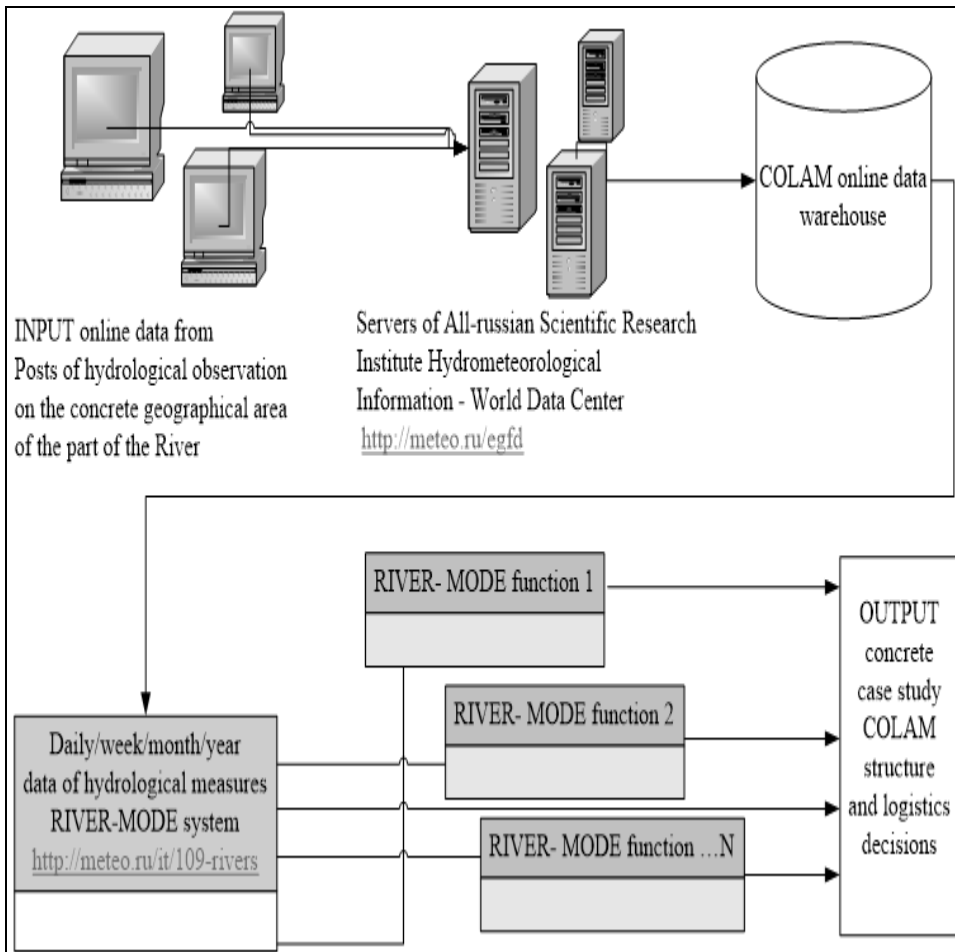 INPUT online data from
Posts of hydrological observation
on the concrete geographical area
of the part of the River
Servers of All-russian Scientific Research
Institute Hydrometeorological
Information - World Data Center
http://meteo.ru/egfd
COLAM online data
warehouse
RIVER- MODE function 1
RIVER- MODE function 2
RIVER- MODE function ...N
Daily/week/month/year
data of hydrological measures
RIVER-MODE system
http://meteo.ru/it/109-rivers
OUTPUT
concrete
case study
COLAM
structure
and logistics
decisions